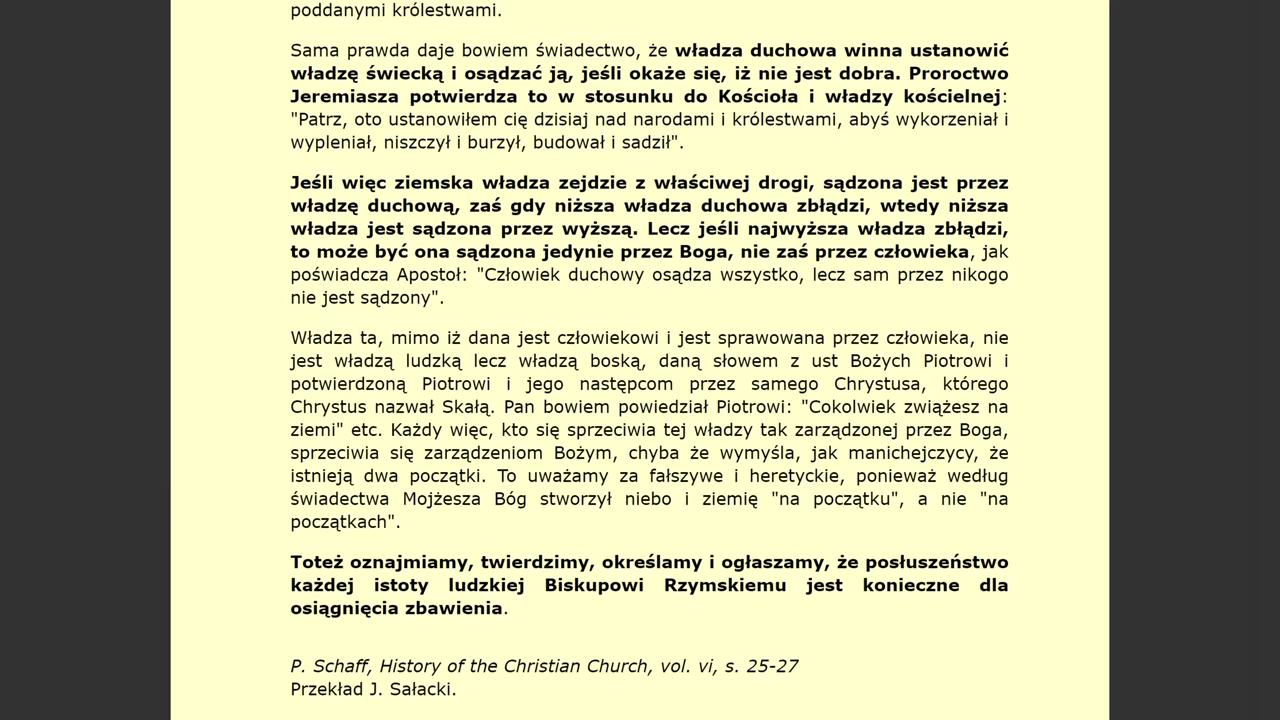 poddanymi królestwami.
Sama prawda daje bowiem świadectwo, że władza duchowa winna ustanowić
władzę świecką i osądzać ją, jeśli okaże się, iż nie jest dobra. Proroctwo
Jeremiasza potwierdza to w stosunku do Kościoła i władzy kościelnej:
"Patrz, oto ustanowiłem cię dzisiaj nad narodami i królestwami, abyś wykorzeniał i
wypleniał, niszczył i burzył, budował i sadził".
Jeśli więc ziemska władza zejdzie z właściwej drogi, sądzona jest przez
władzę duchową, zaś gdy niższa władza duchowa zbłądzi, wtedy niższa
władza jest sądzona przez wyższą. Lecz jeśli najwyższa władza zbłądzi,
to może być ona sądzona jedynie przez Boga, nie zaś przez człowieka, jak
poświadcza Apostoł: "Człowiek duchowy osądza wszystko, lecz sam przez nikogo
nie jest sądzony".
Władza ta, mimo iż dana jest człowiekowi i jest sprawowana przez człowieka, nie
jest władzą ludzką lecz władzą boską, daną słowem z ust Bożych Piotrowi i
potwierdzoną Piotrowi i jego następcom przez samego Chrystusa, którego
Chrystus nazwał Skałą. Pan bowiem powiedział Piotrowi: "Cokolwiek zwiążesz na
ziemi" etc. Każdy więc, kto się sprzeciwia tej władzy tak zarządzonej przez Boga,
sprzeciwia się zarządzeniom Bożym, chyba że wymyśla, jak manichejczycy, że
istnieją dwa początki. To uważamy za fałszywe i heretyckie, ponieważ według
świadectwa Mojżesza Bóg stworzył niebo i ziemię "na początku", a nie "na
początkach".
Toteż oznajmiamy, twierdzimy, określamy i ogłaszamy, że posłuszeństwo
każdej istoty ludzkiej Biskupowi Rzymskiemu jest konieczne dla
osiągnięcia zbawienia.
P. Schaff, History of the Christian Church, vol. vi, s. 25-27
Przekład J. Sałacki.